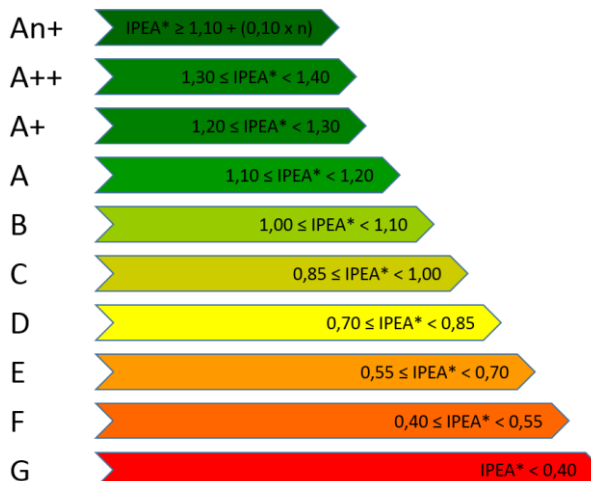 An+ IPEA* ≥ 1,10 + (0,10 x n)
A++ 1,30 ≤ IPEA* < 1,40
A+ 1,20 ≤ IPEA* < 1,30
A 1,10 ≤ IPEA* < 1,20
B 1,00 ≤ IPEA* < 1,10
C 0,85 ≤ IPEA* < 1,00
D 0,70 ≤ IPEA* < 0,85
E 0,55 ≤ IPEA* < 0,70
F 0,40 ≤ IPEA* < 0,55
G IPEA* < 0,40